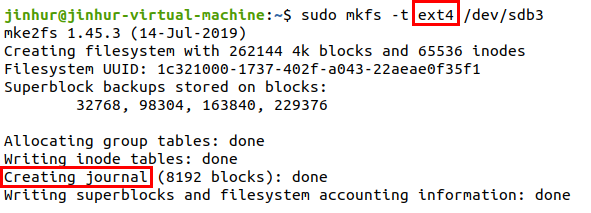 jinhur@jinhur-virtual-machine:~$ sudo mkfs -t ext4 /dev/sdb3
mke2fs 1.45.3 (14-Jul-2019)
Creating filesystem with 262144 4k blocks and 65536 inodes
Filesystem UUID: 1c321000-1737-402f-a043-22aeae0f35f1
Superblock backups stored on blocks:
        32768, 98304, 163840, 229376

Allocating group tables: done
Writing inode tables: done
Creating journal (8192 blocks): done
Writing superblocks and filesystem accounting information: done